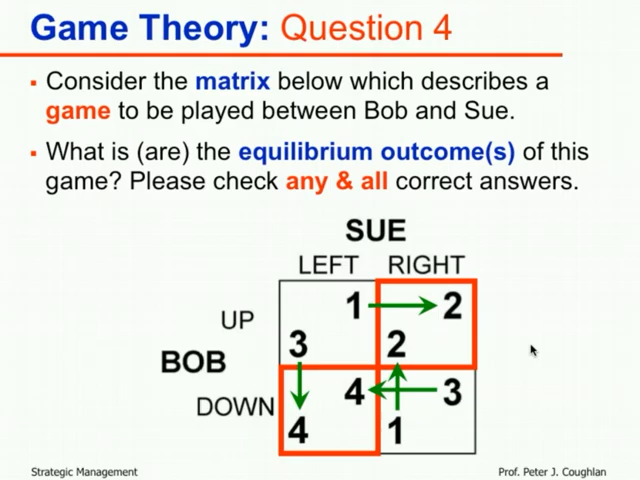 Game Theory: Question 4
▪ Consider the matrix below which describes a
game to be played between Bob and Sue.
▪ What is (are) the equilibrium outcome(s) of this
game? Please check any & all correct answers.
SUE
LEFT RIGHT
1 2
UP
3 2
BOB
4 3
DOWN
4 1
Strategic Management Prof. Peter J. Coughlan